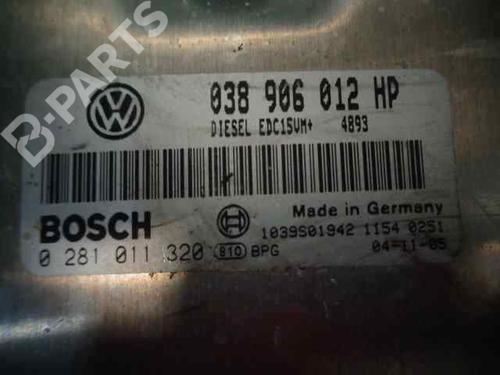 B-PARTS
038 906 012 HP
DIESEL EDC15VM+ 4893
BOSCH
Made in Germany
0 281 011 320 810 BPG
1039S01942 1154 0251
04-11-05